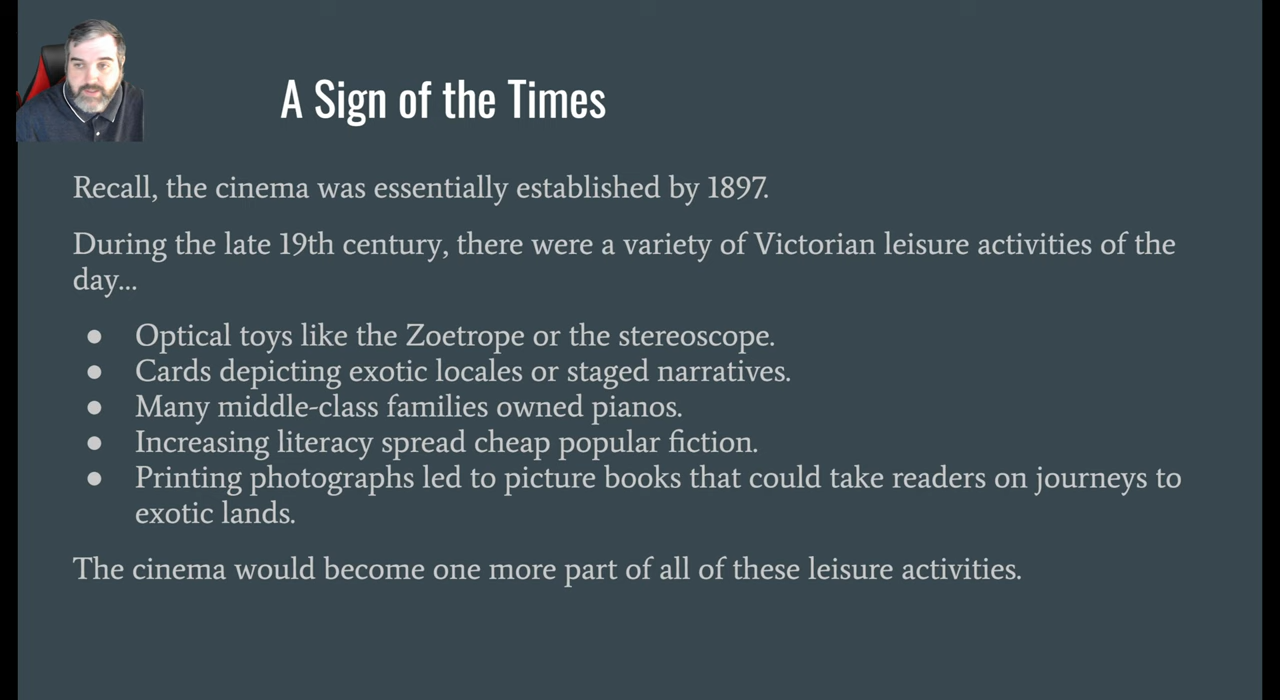 A Sign of the Times
Recall, the cinema was essentially established by 1897.
During the late 19th century, there were a variety of Victorian leisure activities of the
day...
● Optical toys like the Zoetrope or the stereoscope.
● Cards depicting exotic locales or staged narratives.
● Many middle-class families owned pianos.
● Increasing literacy spread cheap popular fiction.
● Printing photographs led to picture books that could take readers on journeys to
exotic lands.
The cinema would become one more part of all of these leisure activities.